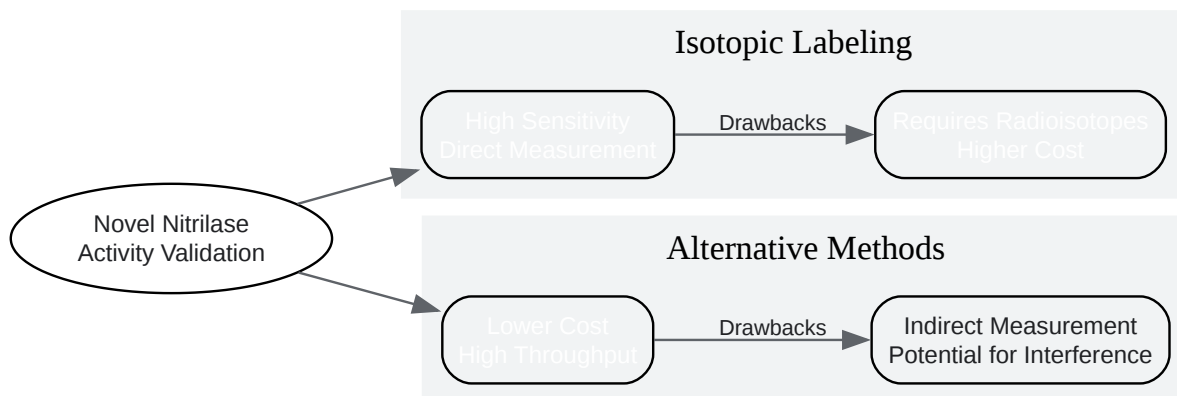 Isotopic Labeling
High Sensitivity
Direct Measurement
Drawbacks
Requires Radioisotopes
Higher Cost
Novel Nitrilase
Activity Validation
Alternative Methods
Lower Cost
High Throughput
Drawbacks
Indirect Measurement
Potential for Interference